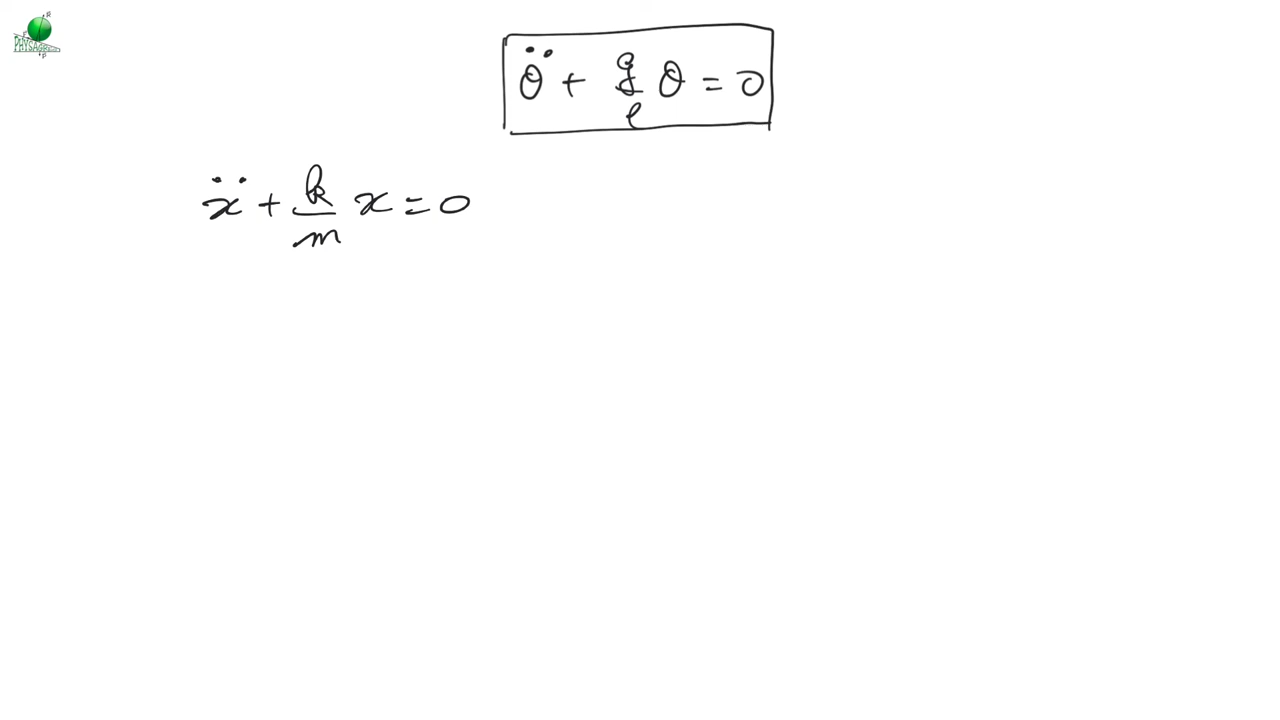 θ̈ + g/l θ = 0
ẍ + k/m x = 0